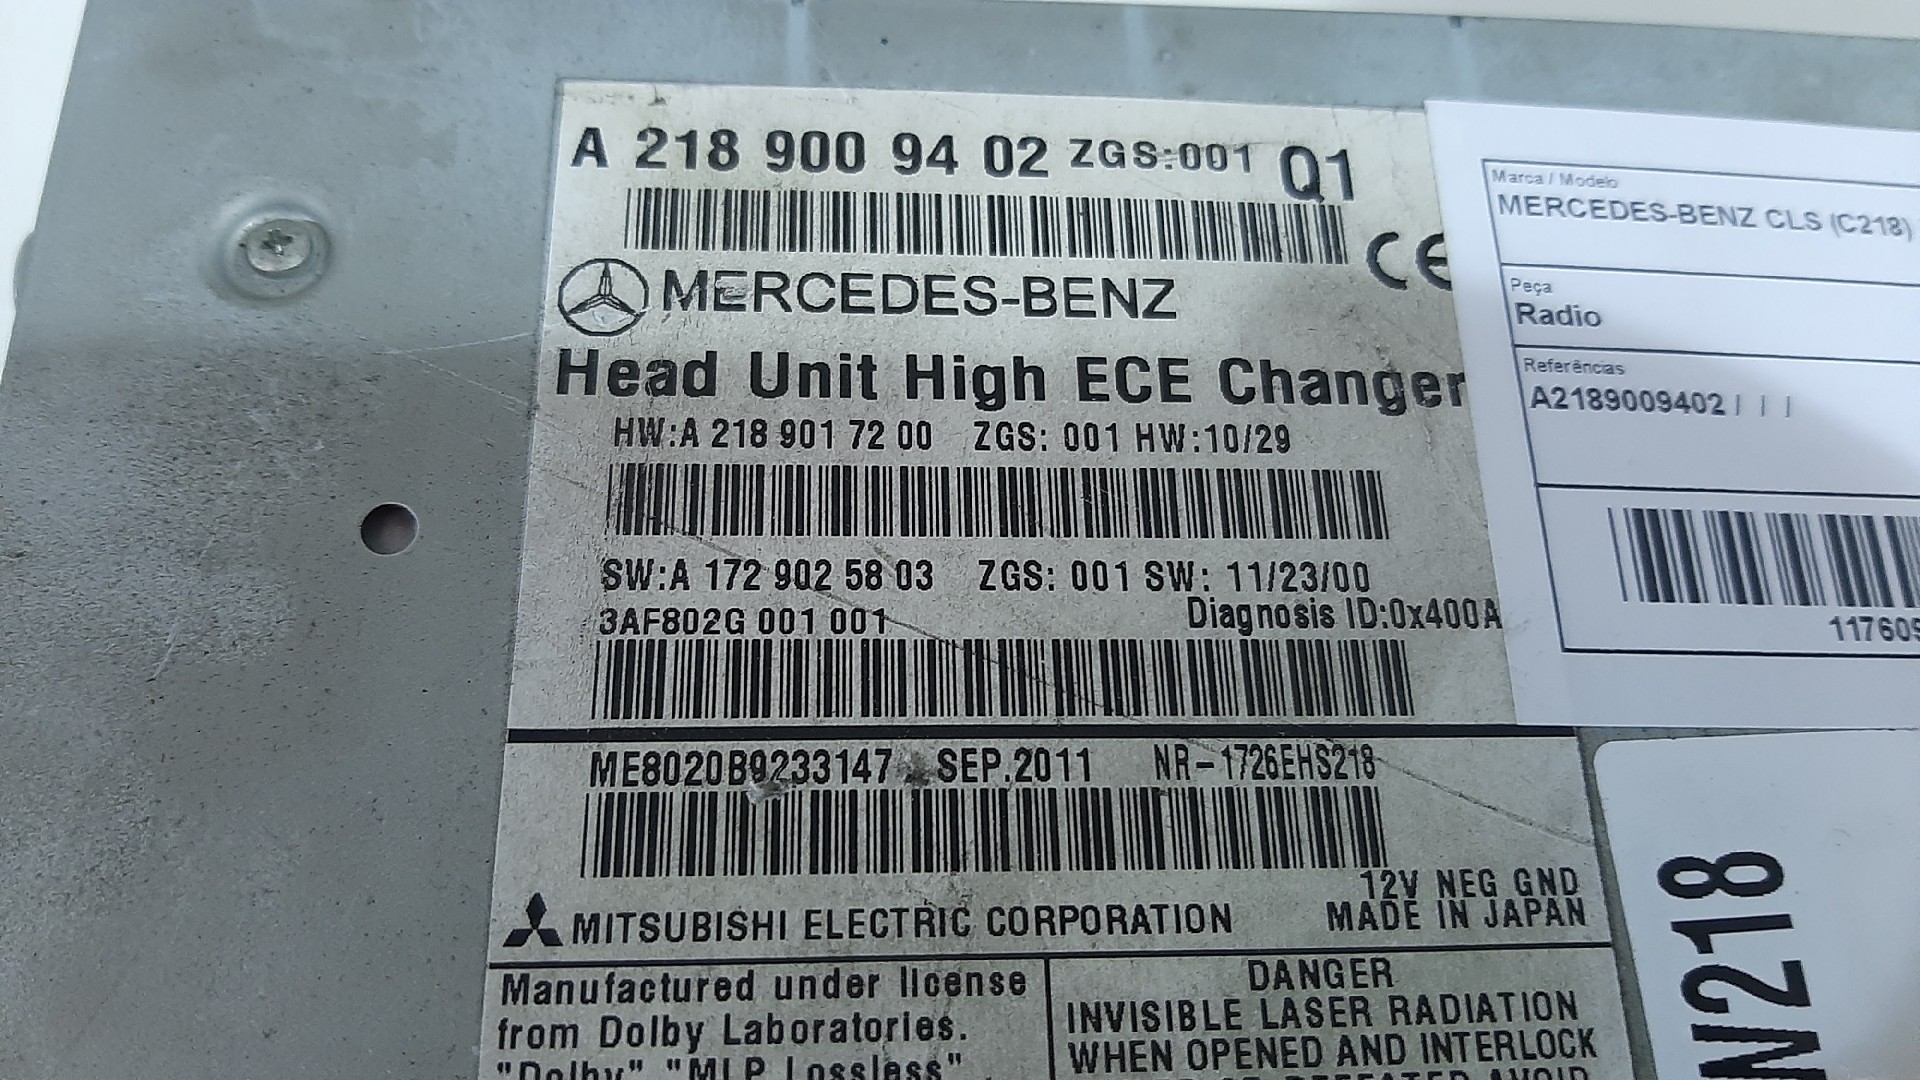 A 218 900 94 02 ZGS:001 Q1
CE
MERCEDES-BENZ
Head Unit High ECE Changer
HW:A 218 901 72 00 ZGS: 001 HW:10/29
SW:A 172 902 58 03 ZGS: 001 SW: 11/23/00
3AF802G 001 001 Diagnosis ID:0x400A
ME8020B9233147 SEP.2011 NR-1726EHS218
12V NEG GND
MITSUBISHI ELECTRIC CORPORATION MADE IN JAPAN
Manufactured under license
from Dolby Laboratories.
"Dolby" "MLP Lossless"
DANGER
INVISIBLE LASER RADIATION
WHEN OPENED AND INTERLOCK
Marca / Modelo
MERCEDES-BENZ CLS (C218)
Peça
Radio
Referências
A2189009402 | | |
W218